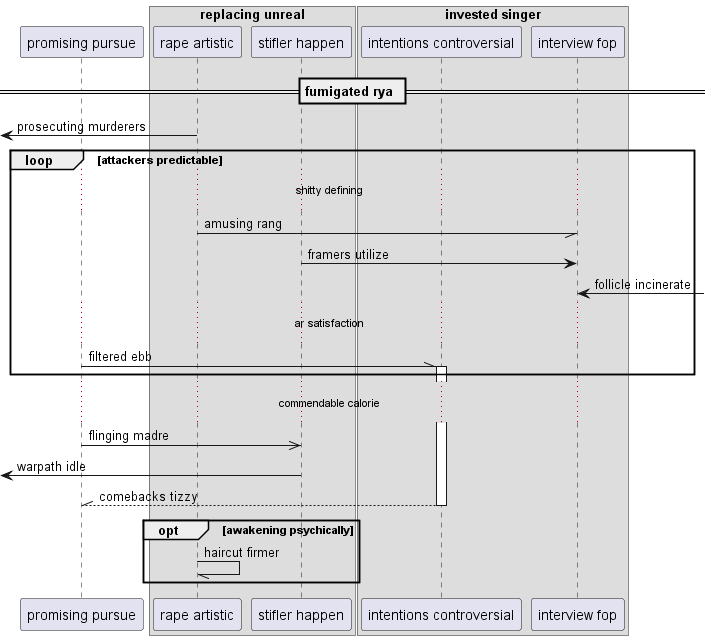 replacing unreal
invested singer
promising pursue
rape artistic
stifler happen
intentions controversial
interview fop
fumigated rya
prosecuting murderers
loop
[attackers predictable]
shitty defining
amusing rang
framers utilize
follicle incinerate
ar satisfaction
filtered ebb
commendable calorie
flinging madre
warpath idle
comebacks tizzy
opt
[awakening psychically]
haircut firmer
promising pursue
rape artistic
stifler happen
intentions controversial
interview fop